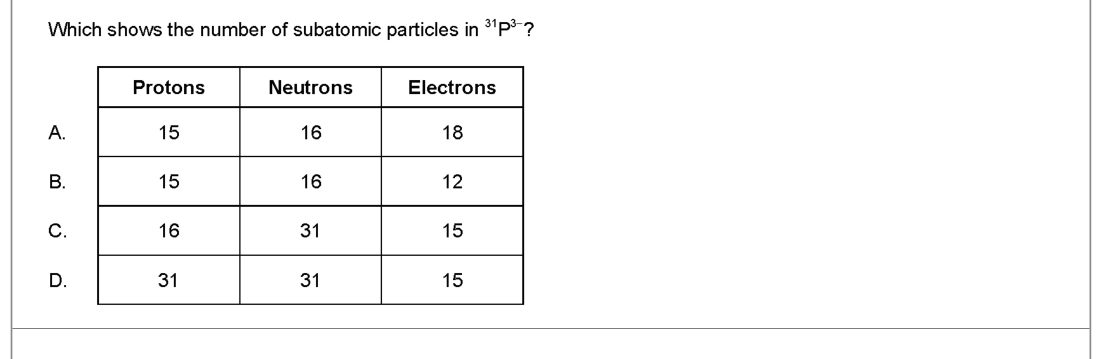 Which shows the number of subatomic particles in ³¹P³⁻?
Protons Neutrons Electrons
A. 15 16 18
B. 15 16 12
C. 16 31 15
D. 31 31 15